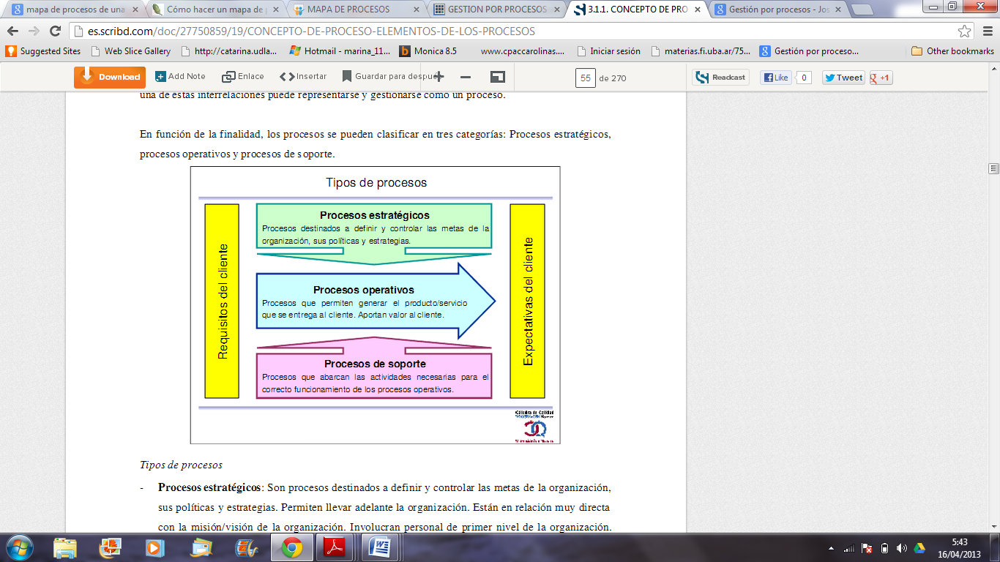 mapa de procesos de una
Cómo hacer un mapa de p
MAPA DE PROCESOS
GESTION POR PROCESOS
3.1.1. CONCEPTO DE PRO
Gestión por procesos - Jos
es.scribd.com/doc/27750859/19/CONCEPTO-DE-PROCESO-ELEMENTOS-DE-LOS-PROCESOS
Suggested Sites
Web Slice Gallery
http://catarina.udla...
Hotmail - marina_11...
Monica 8.5
www.cpaccarolinas....
Iniciar sesión
materias.fi.uba.ar/75...
Gestión por proceso...
Other bookmarks
Download
Add Note
Enlace
Insertar
Guardar para despu
55 de 270
Readcast
Like
0
Tweet
+1
una de estas interrelaciones puede representarse y gestionarse como un proceso.
En función de la finalidad, los procesos se pueden clasificar en tres categorías: Procesos estratégicos,
procesos operativos y procesos de soporte.
Tipos de procesos
Requisitos del cliente
Procesos estratégicos
Procesos destinados a definir y controlar las metas de la
organización, sus políticas y estrategias.
Procesos operativos
Procesos que permiten generar el producto/servicio
que se entrega al cliente. Aportan valor al cliente.
Procesos de soporte
Procesos que abarcan las actividades necesarias para el
correcto funcionamiento de los procesos operativos.
Expectativas del cliente
Cátedra de Calidad
Tipos de procesos
- Procesos estratégicos: Son procesos destinados a definir y controlar las metas de la organización,
sus políticas y estrategias. Permiten llevar adelante la organización. Están en relación muy directa
con la misión/visión de la organización. Involucran personal de primer nivel de la organización.
5:43
16/04/2013